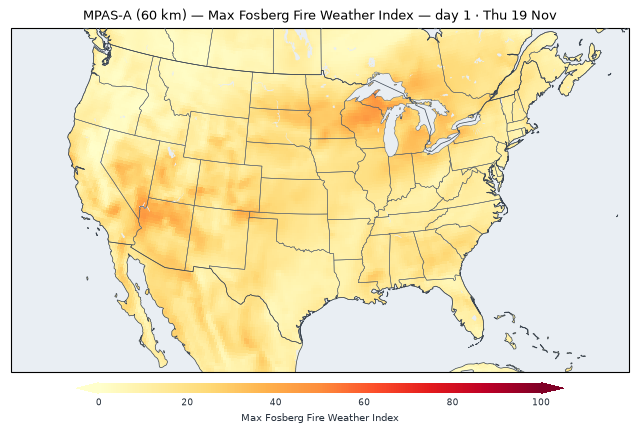 MPAS-A (60 km) — Max Fosberg Fire Weather Index — day 1 · Thu 19 Nov
0 20 40 60 80 100
Max Fosberg Fire Weather Index